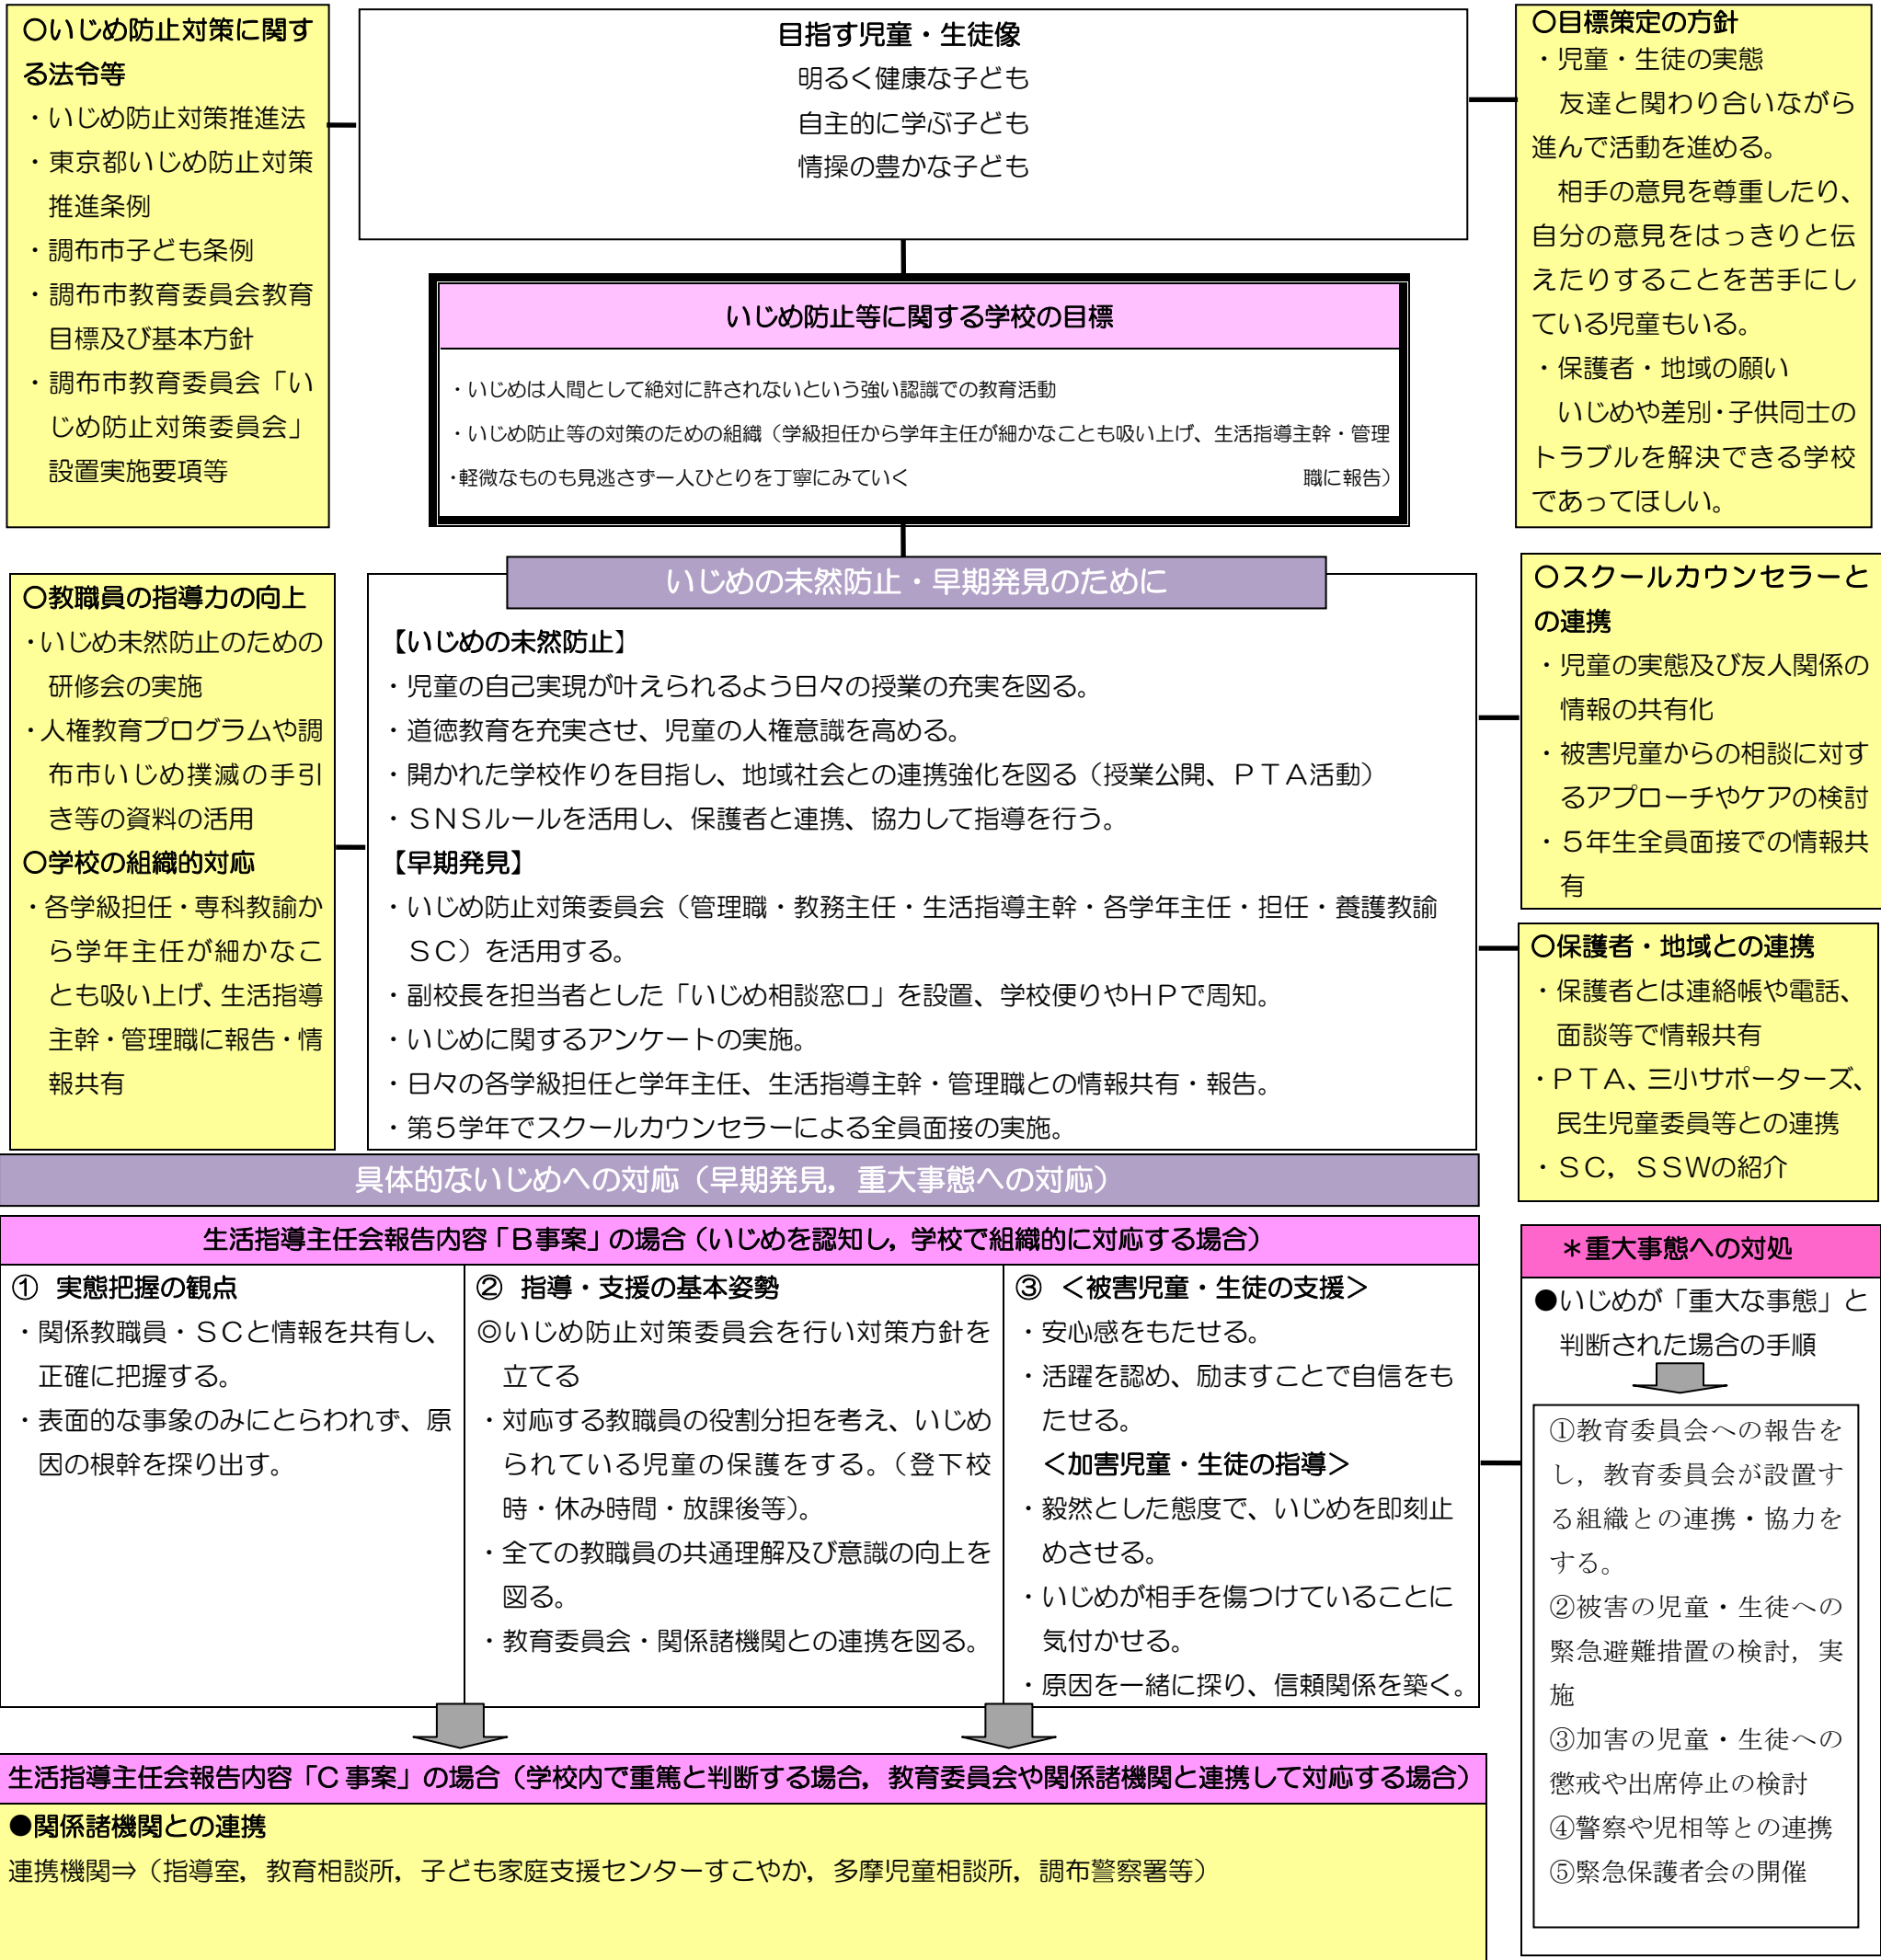 〇いじめ防止対策に関す
る法令等
・いじめ防止対策推進法
・東京都いじめ防止対策
推進条例
・調布市子ども条例
・調布市教育委員会教育
目標及び基本方針
・調布市教育委員会「い
じめ防止対策委員会」
設置実施要項等
目指す児童・生徒像
明るく健康な子ども
自主的に学ぶ子ども
情操の豊かな子ども
〇目標策定の方針
・児童・生徒の実態
友達と関わり合いながら
進んで活動を進める。
相手の意見を尊重したり、
自分の意見をはっきりと伝
えたりすることを苦手にし
ている児童もいる。
・保護者・地域の願い
いじめや差別・子供同士の
トラブルを解決できる学校
であってほしい。
いじめ防止等に関する学校の目標
・いじめは人間として絶対に許されないという強い認識での教育活動
・いじめ防止等の対策のための組織（学級担任から学年主任が細かなことも吸い上げ、生活指導主幹・管理
・軽微なものも見逃さず一人ひとりを丁寧にみていく　職に報告）
〇教職員の指導力の向上
・いじめ未然防止のための
研修会の実施
・人権教育プログラムや調
布市いじめ撲滅の手引
き等の資料の活用
〇学校の組織的対応
・各学級担任・専科教諭か
ら学年主任が細かなこ
とも吸い上げ、生活指導
主幹・管理職に報告・情
報共有
いじめの未然防止・早期発見のために
【いじめの未然防止】
・児童の自己実現が叶えられるよう日々の授業の充実を図る。
・道徳教育を充実させ、児童の人権意識を高める。
・開かれた学校作りを目指し、地域社会との連携強化を図る（授業公開、ＰＴＡ活動）
・ＳＮＳルールを活用し、保護者と連携、協力して指導を行う。
【早期発見】
・いじめ防止対策委員会（管理職・教務主任・生活指導主幹・各学年主任・担任・養護教諭
ＳＣ）を活用する。
・副校長を担当者とした「いじめ相談窓口」を設置、学校便りやＨＰで周知。
・いじめに関するアンケートの実施。
・日々の各学級担任と学年主任、生活指導主幹・管理職との情報共有・報告。
・第５学年でスクールカウンセラーによる全員面接の実施。
〇スクールカウンセラーと
の連携
・児童の実態及び友人関係の
情報の共有化
・被害児童からの相談に対す
るアプローチやケアの検討
・５年生全員面接での情報共
有
〇保護者・地域との連携
・保護者とは連絡帳や電話、
面談等で情報共有
・ＰＴＡ、三小サポーターズ、
民生児童委員等との連携
・ＳＣ，ＳＳＷの紹介
具体的ないじめへの対応（早期発見，重大事態への対応）
生活指導主任会報告内容「Ｂ事案」の場合（いじめを認知し，学校で組織的に対応する場合）
① 実態把握の観点
・関係教職員・ＳＣと情報を共有し、
正確に把握する。
・表面的な事象のみにとらわれず、原
因の根幹を探り出す。
② 指導・支援の基本姿勢
◎いじめ防止対策委員会を行い対策方針を
立てる
・対応する教職員の役割分担を考え、いじめ
られている児童の保護をする。（登下校
時・休み時間・放課後等）。
・全ての教職員の共通理解及び意識の向上を
図る。
・教育委員会・関係諸機関との連携を図る。
③ ＜被害児童・生徒の支援＞
・安心感をもたせる。
・活躍を認め、励ますことで自信をも
たせる。
＜加害児童・生徒の指導＞
・毅然とした態度で、いじめを即刻止
めさせる。
・いじめが相手を傷つけていることに
気付かせる。
・原因を一緒に探り、信頼関係を築く。
＊重大事態への対処
●いじめが「重大な事態」と
判断された場合の手順
①教育委員会への報告を
し，教育委員会が設置す
る組織との連携・協力を
する。
②被害の児童・生徒への
緊急避難措置の検討，実
施
③加害の児童・生徒への
懲戒や出席停止の検討
④警察や児相等との連携
⑤緊急保護者会の開催
生活指導主任会報告内容「C 事案」の場合（学校内で重篤と判断する場合，教育委員会や関係諸機関と連携して対応する場合）
●関係諸機関との連携
連携機関⇒（指導室，教育相談所，子ども家庭支援センターすこやか，多摩児童相談所，調布警察署等）